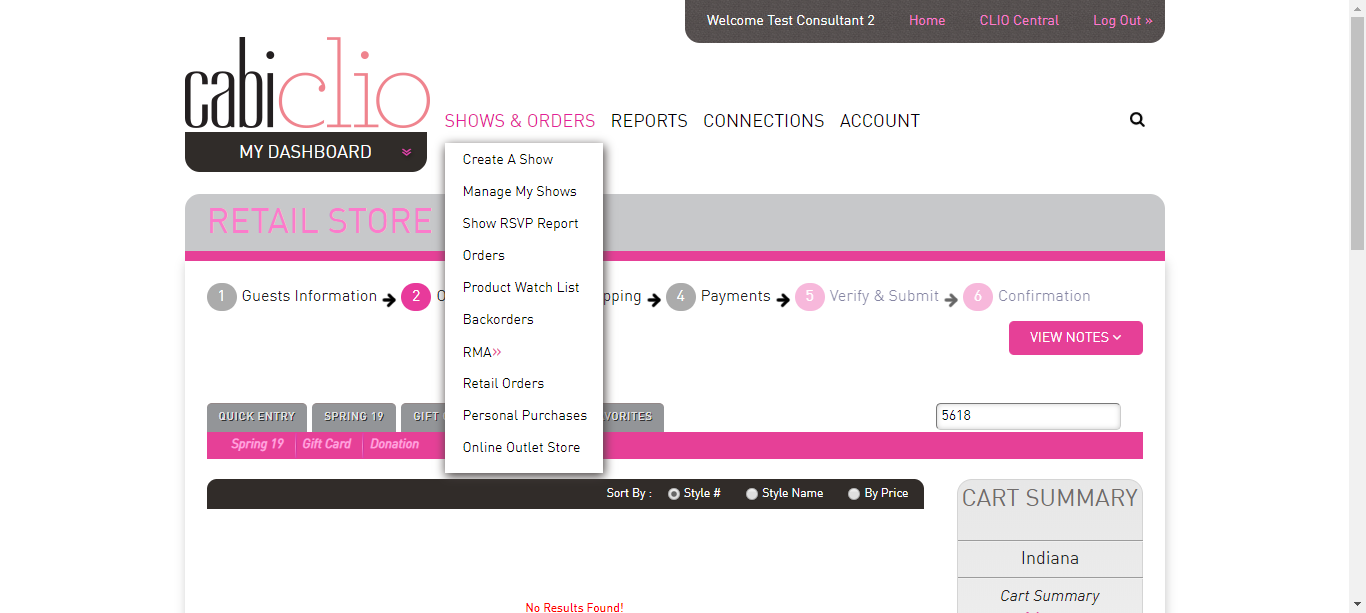 Welcome Test Consultant 2 Home CLIO Central Log Out »
cabiclio
MY DASHBOARD
SHOWS & ORDERS REPORTS CONNECTIONS ACCOUNT
Create A Show
Manage My Shows
Show RSVP Report
Orders
Product Watch List
Backorders
RMA»
Retail Orders
Personal Purchases
Online Outlet Store
RETAIL STORE
1 Guests Information 2 4 Payments 5 Verify & Submit 6 Confirmation
VIEW NOTES
QUICK ENTRY SPRING 19 GIFT
5618
Spring 19 Gift Card Donation
Sort By : Style # Style Name By Price
CART SUMMARY
Indiana
Cart Summary
No Results Found!